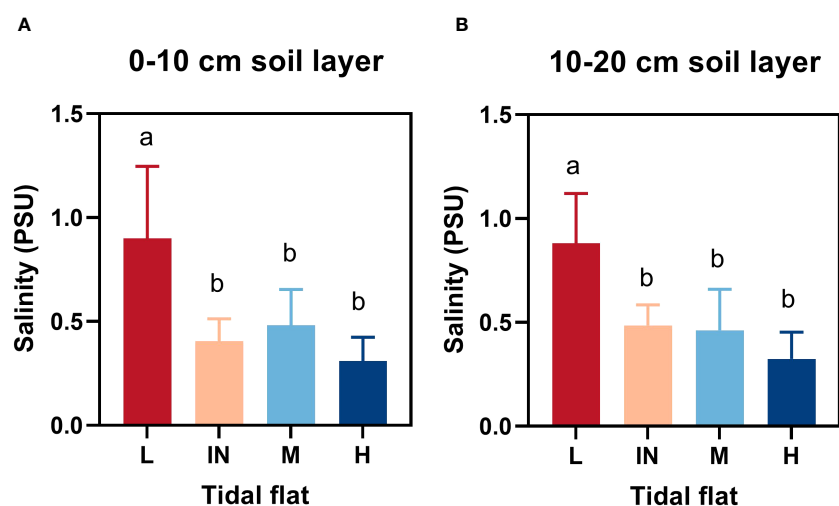 A
0-10 cm soil layer
Salinity (PSU)
1.5
1.0
0.5
0.0
a
b
b
b
L IN M H
Tidal flat
B
10-20 cm soil layer
Salinity (PSU)
1.5
1.0
0.5
0.0
a
b
b
b
L IN M H
Tidal flat